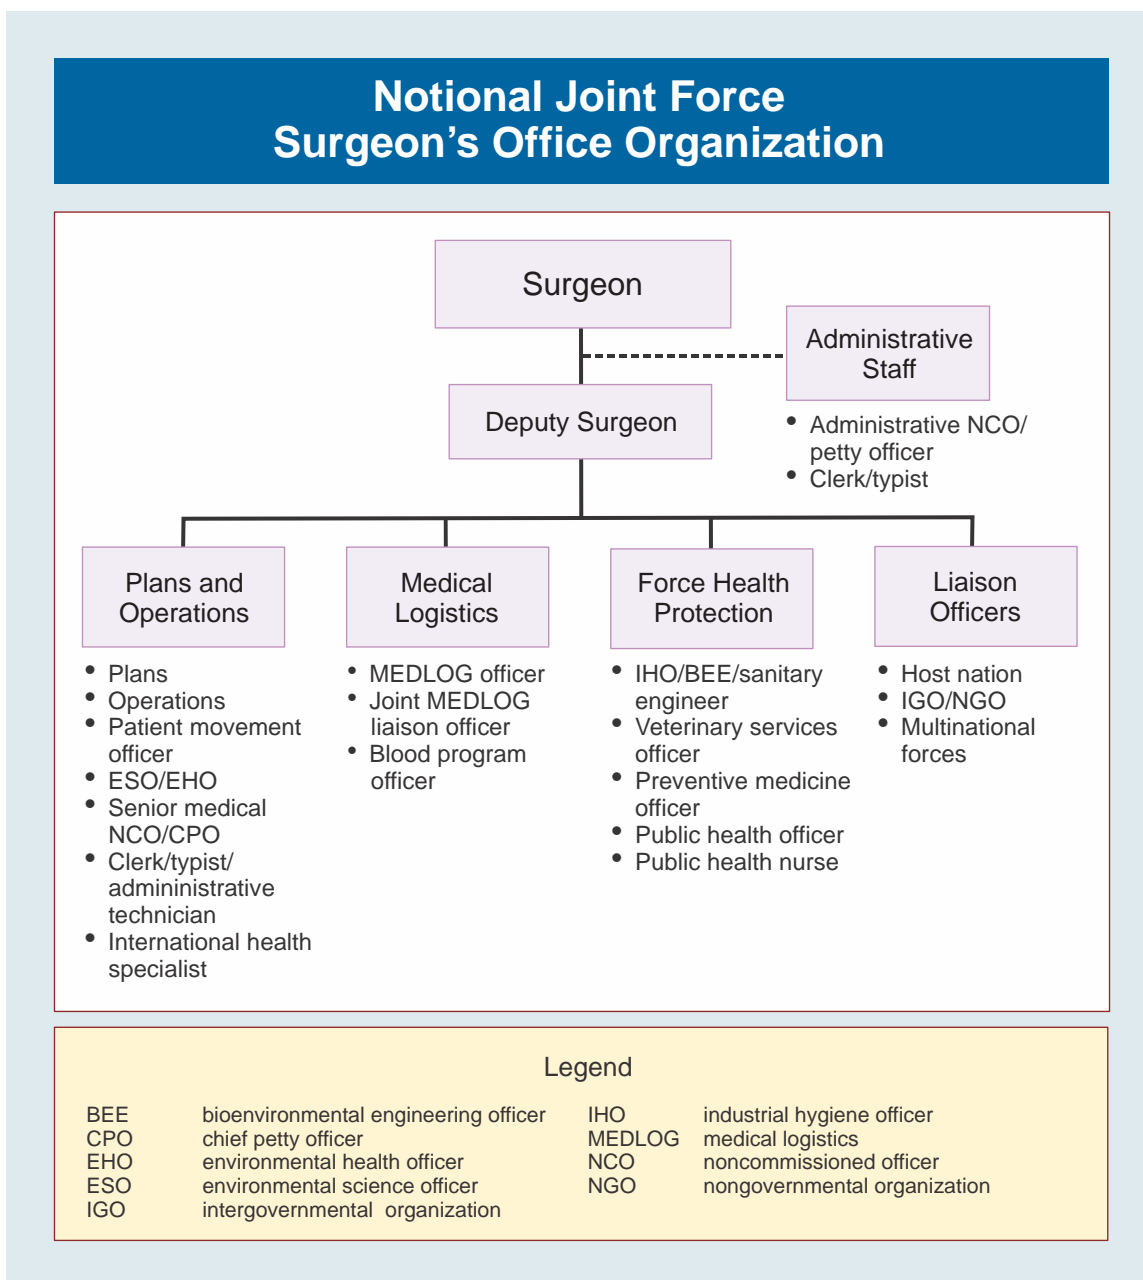 Notional Joint Force
Surgeon’s Office Organization
Surgeon
Administrative
Staff
• Administrative NCO/
petty officer
• Clerk/typist
Deputy Surgeon
Plans and
Operations
• Plans
• Operations
• Patient movement
officer
• ESO/EHO
• Senior medical
NCO/CPO
• Clerk/typist/
admininistrative
technician
• International health
specialist
Medical
Logistics
• MEDLOG officer
• Joint MEDLOG
liaison officer
• Blood program
officer
Force Health
Protection
• IHO/BEE/sanitary
engineer
• Veterinary services
officer
• Preventive medicine
officer
• Public health officer
• Public health nurse
Liaison
Officers
• Host nation
• IGO/NGO
• Multinational
forces
Legend
BEE bioenvironmental engineering officer
CPO chief petty officer
EHO environmental health officer
ESO environmental science officer
IGO intergovernmental organization
IHO industrial hygiene officer
MEDLOG medical logistics
NCO noncommissioned officer
NGO nongovernmental organization